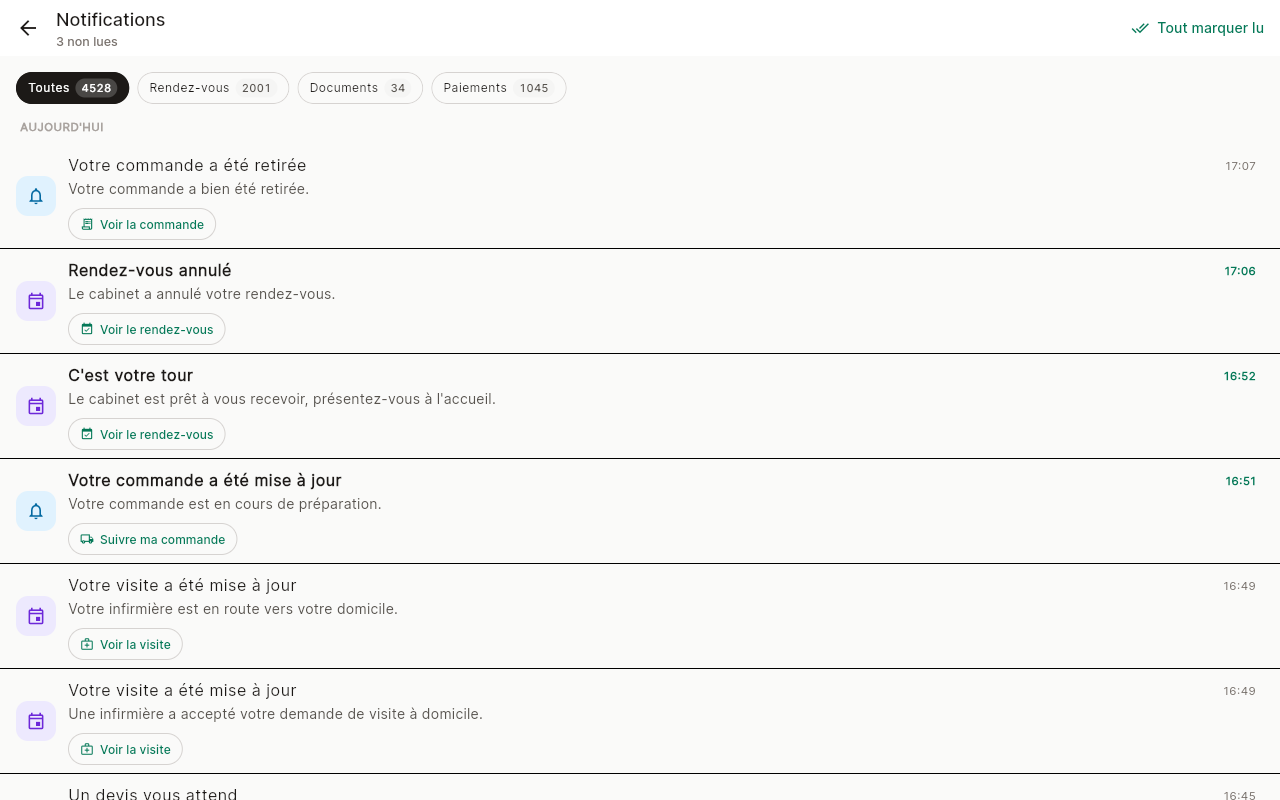 Notifications
3 non lues
Tout marquer lu
Toutes 4528
Rendez-vous 2001
Documents 34
Paiements 1045
AUJOURD'HUI
Votre commande a été retirée
17:07
Votre commande a bien été retirée.
Voir la commande
Rendez-vous annulé
17:06
Le cabinet a annulé votre rendez-vous.
Voir le rendez-vous
C'est votre tour
16:52
Le cabinet est prêt à vous recevoir, présentez-vous à l'accueil.
Voir le rendez-vous
Votre commande a été mise à jour
16:51
Votre commande est en cours de préparation.
Suivre ma commande
Votre visite a été mise à jour
16:49
Votre infirmière est en route vers votre domicile.
Voir la visite
Votre visite a été mise à jour
16:49
Une infirmière a accepté votre demande de visite à domicile.
Voir la visite
Un devis vous attend
16:45